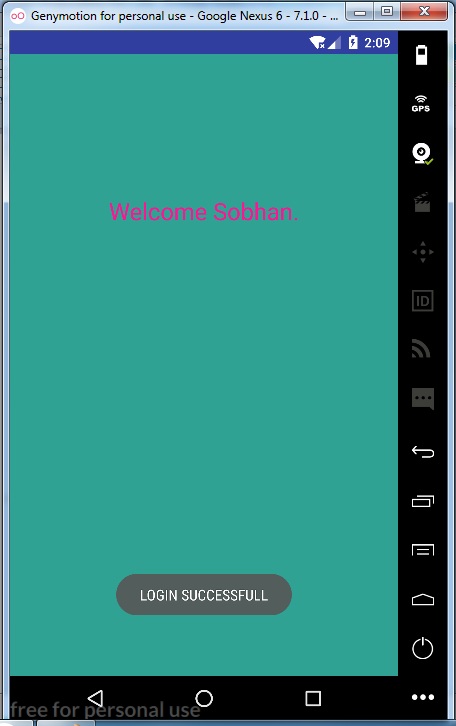 Genymotion for personal use - Google Nexus 6 - 7.1.0 - ...
2:09
GPS
Welcome Sobhan.
ID
LOGIN SUCCESSFULL
free for personal use